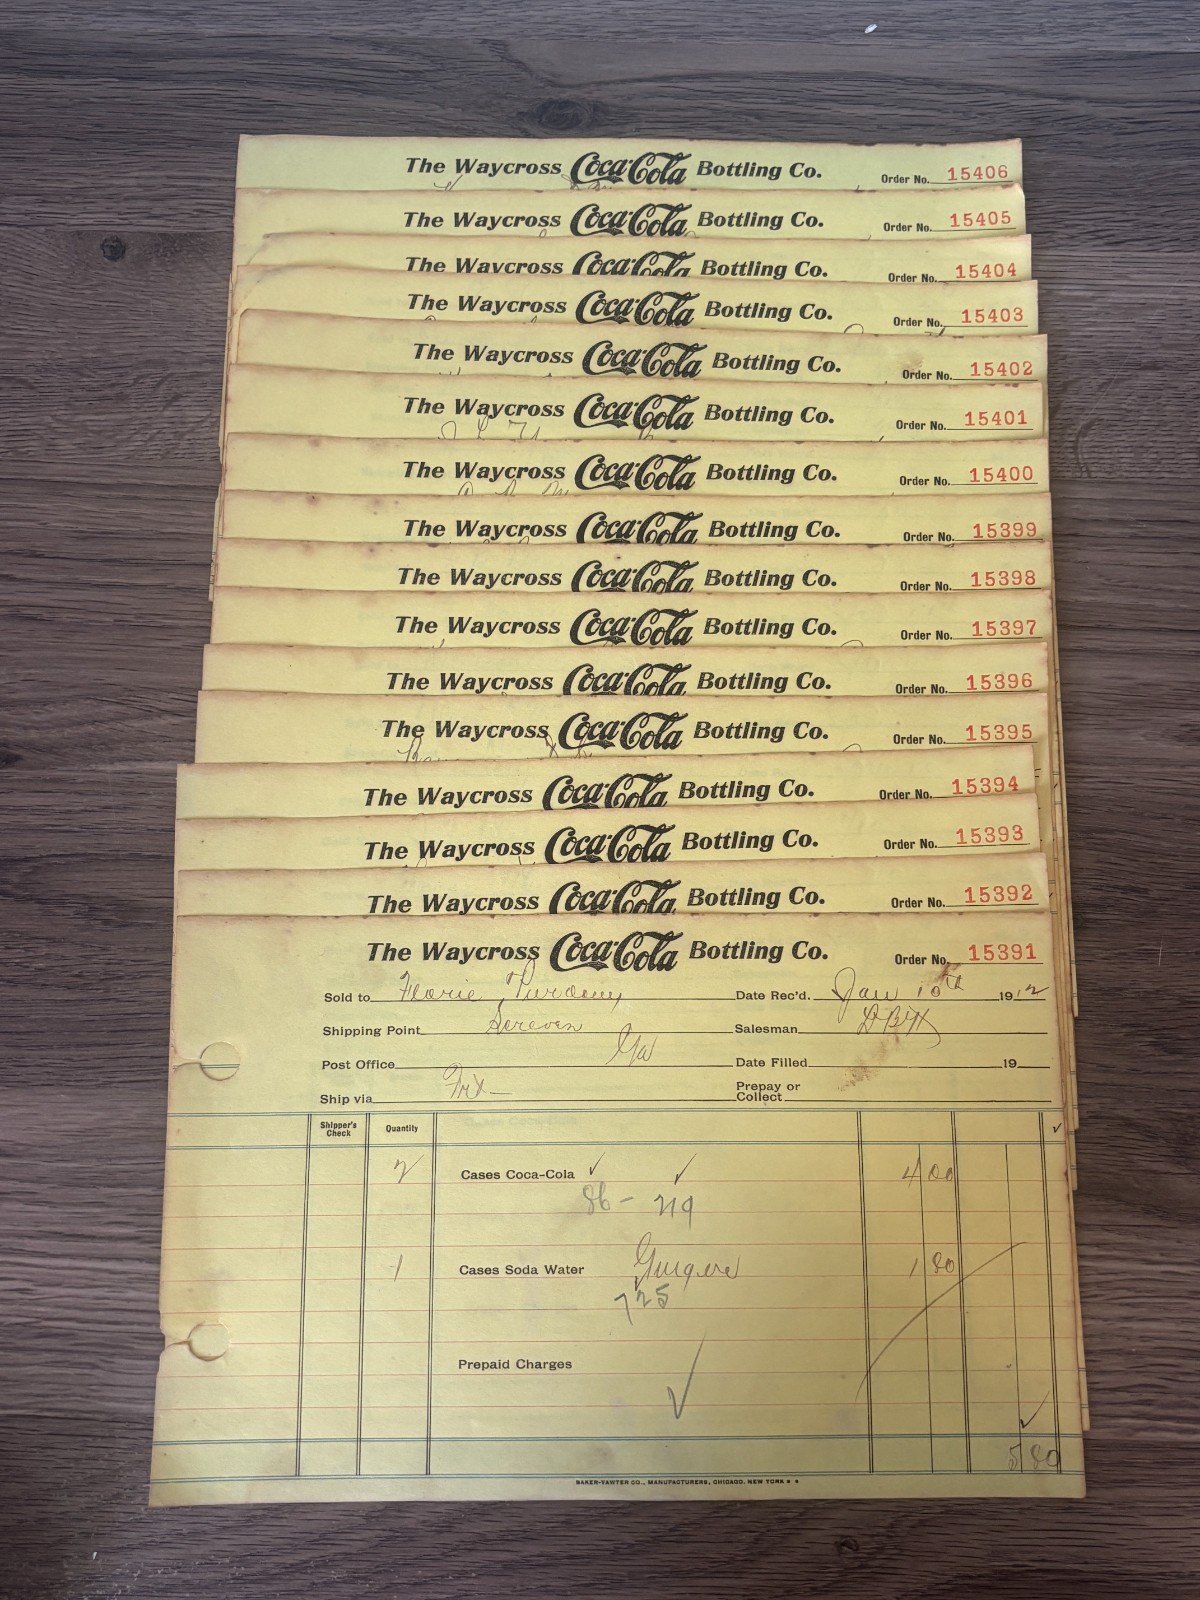 The Waycross Coca-Cola Bottling Co. Order No. 15406
The Waycross Coca-Cola Bottling Co. Order No. 15405
The Waycross Coca-Cola Bottling Co. Order No. 15404
The Waycross Coca-Cola Bottling Co. Order No. 15403
The Waycross Coca-Cola Bottling Co. Order No. 15402
The Waycross Coca-Cola Bottling Co. Order No. 15401
The Waycross Coca-Cola Bottling Co. Order No. 15400
The Waycross Coca-Cola Bottling Co. Order No. 15399
The Waycross Coca-Cola Bottling Co. Order No. 15398
The Waycross Coca-Cola Bottling Co. Order No. 15397
The Waycross Coca-Cola Bottling Co. Order No. 15396
The Waycross Coca-Cola Bottling Co. Order No. 15395
The Waycross Coca-Cola Bottling Co. Order No. 15394
The Waycross Coca-Cola Bottling Co. Order No. 15393
The Waycross Coca-Cola Bottling Co. Order No. 15392
The Waycross Coca-Cola Bottling Co. Order No. 15391
Sold to Florie Purdom Date Rec'd. Jan 10th 1912
Shipping Point Screven Salesman
Post Office Ga Date Filled 19
Ship via Frt Prepay or Collect
Shipper's Check Quantity ✓
2 Cases Coca-Cola ✓ ✓ 4 00
86 - 219
1 Cases Soda Water 1 80
725
Prepaid Charges
✓ ✓
5 80
BAKER-VAWTER CO., MANUFACTURERS, CHICAGO. NEW YORK